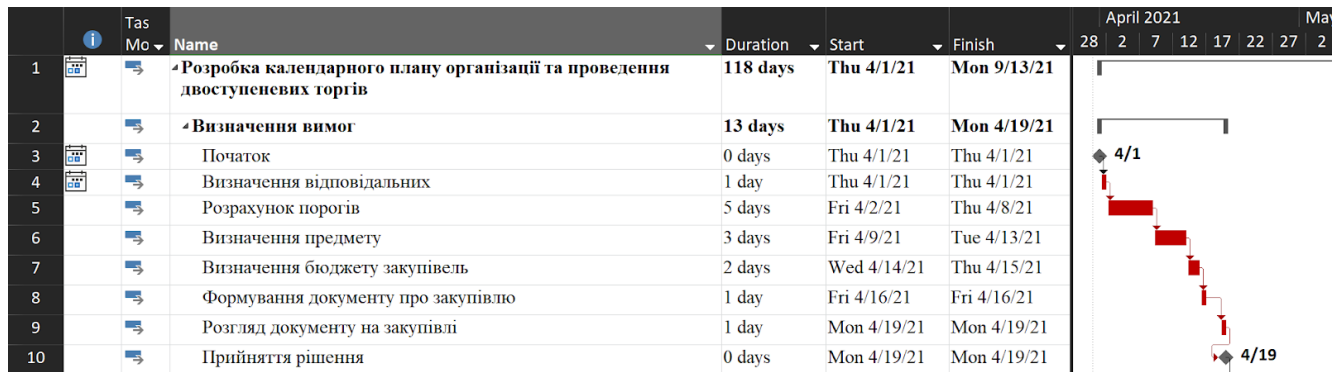 April 2021 May
Tas
Mo Name Duration Start Finish 28 2 7 12 17 22 27 2
1 Розробка календарного плану організації та проведення 118 days Thu 4/1/21 Mon 9/13/21
двоступеневих торгів
2 Визначення вимог 13 days Thu 4/1/21 Mon 4/19/21
3 Початок 0 days Thu 4/1/21 Thu 4/1/21 4/1
4 Визначення відповідальних 1 day Thu 4/1/21 Thu 4/1/21
5 Розрахунок порогів 5 days Fri 4/2/21 Thu 4/8/21
6 Визначення предмету 3 days Fri 4/9/21 Tue 4/13/21
7 Визначення бюджету закупівель 2 days Wed 4/14/21 Thu 4/15/21
8 Формування документу про закупівлю 1 day Fri 4/16/21 Fri 4/16/21
9 Розгляд документу на закупівлі 1 day Mon 4/19/21 Mon 4/19/21
10 Прийняття рішення 0 days Mon 4/19/21 Mon 4/19/21 4/19